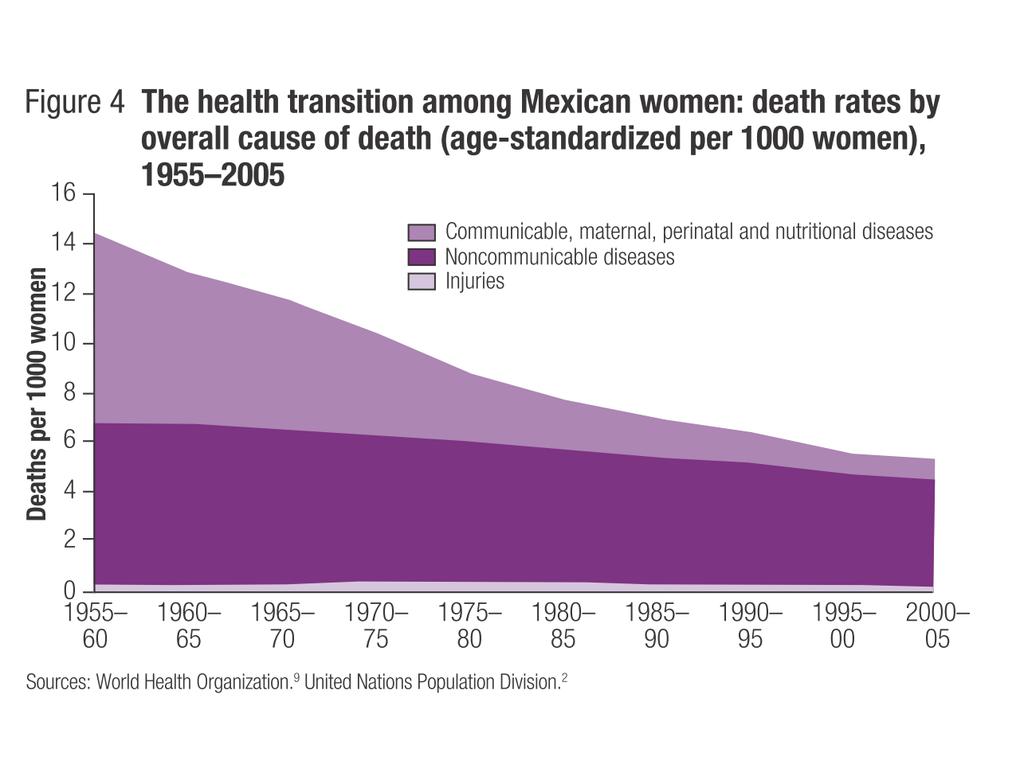 Figure 4 The health transition among Mexican women: death rates by
overall cause of death (age-standardized per 1000 women),
1955–2005
Deaths per 1000 women
16
14
12
10
8
6
4
2
0
Communicable, maternal, perinatal and nutritional diseases
Noncommunicable diseases
Injuries
1955– 1960– 1965– 1970– 1975– 1980– 1985– 1990– 1995– 2000–
60 65 70 75 80 85 90 95 00 05
Sources: World Health Organization.⁹ United Nations Population Division.²